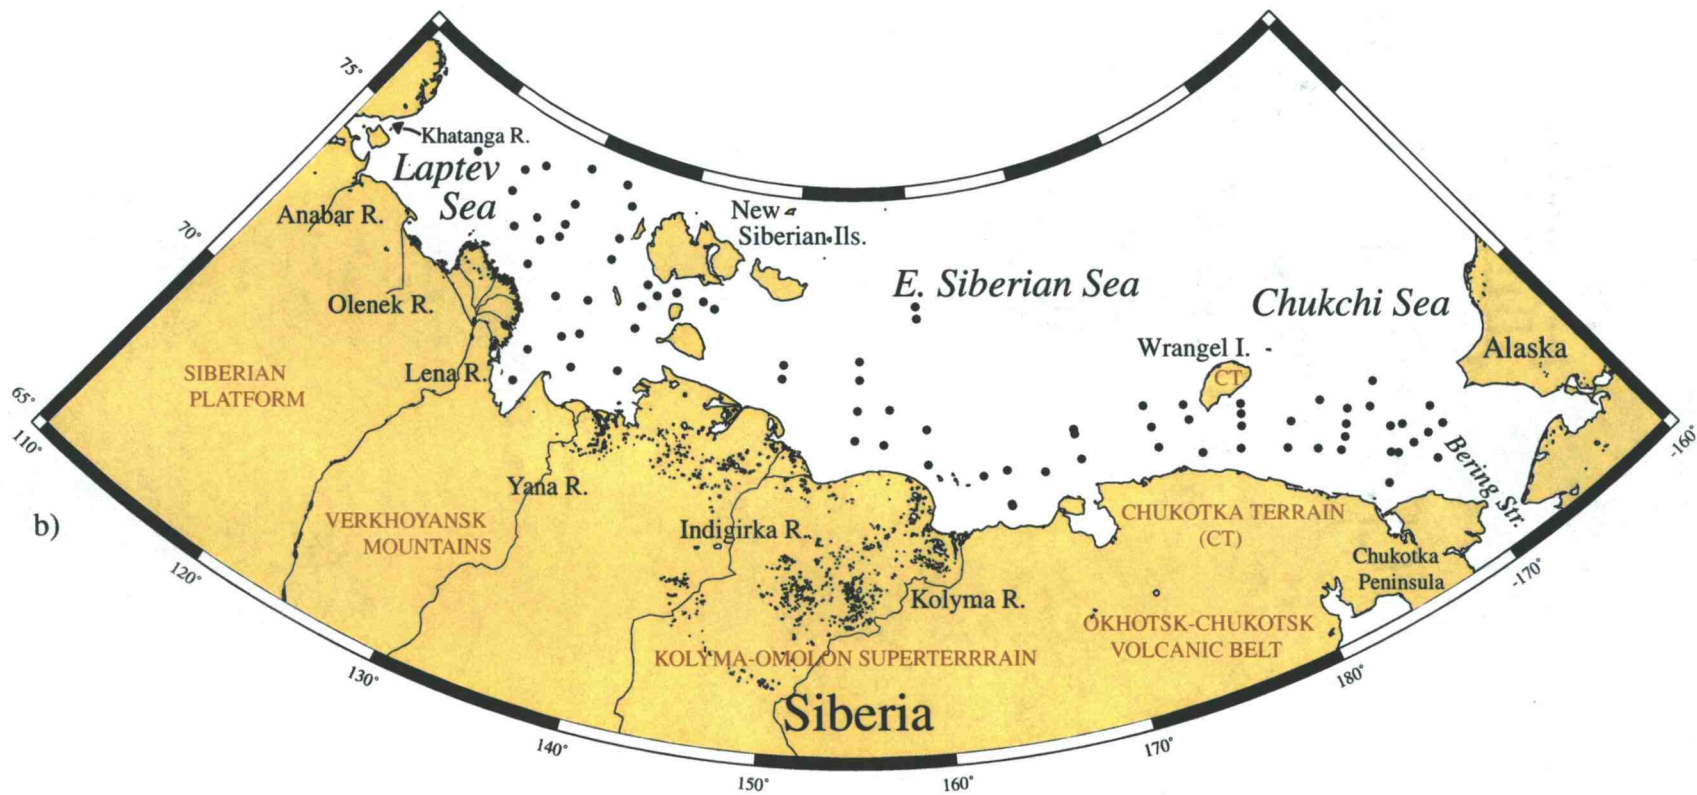 75°
Khatanga R.
Laptev
Sea
Anabar R.
New
Siberian Ils.
70°
E. Siberian Sea
Chukchi Sea
Olenek R.
Wrangel I.
Alaska
SIBERIAN
PLATFORM
Lena R.
CT
65°
110°
-160°
Bering Str.
Yana R.
b)
VERKHOYANSK
MOUNTAINS
Indigirka R.
CHUKOTKA TERRAIN
(CT)
Chukotka
Peninsula
120°
-170°
Kolyma R.
OKHOTSK-CHUKOTSK
VOLCANIC BELT
KOLYMA-OMOLON SUPERTERRRAIN
130°
180°
Siberia
140°
170°
150°
160°